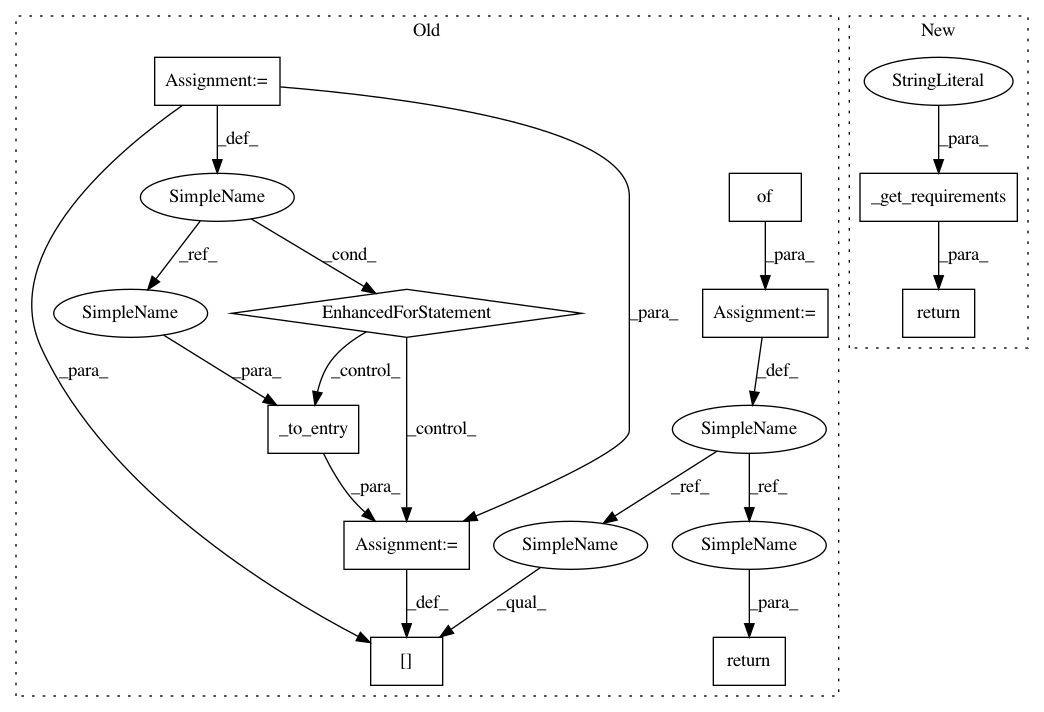 Old
New
Assignment:=
StringLiteral
_def_
_para_
SimpleName
of
_get_requirements
_ref_
_cond_
_para_
_para_
SimpleName
EnhancedForStatement
_para_
Assignment:=
return
_para_
_para_
_control_
_def_
_to_entry
_control_
SimpleName
_para_
_ref_
_ref_
Assignment:=
SimpleName
SimpleName
_def_
_qual_
_para_
[]
return